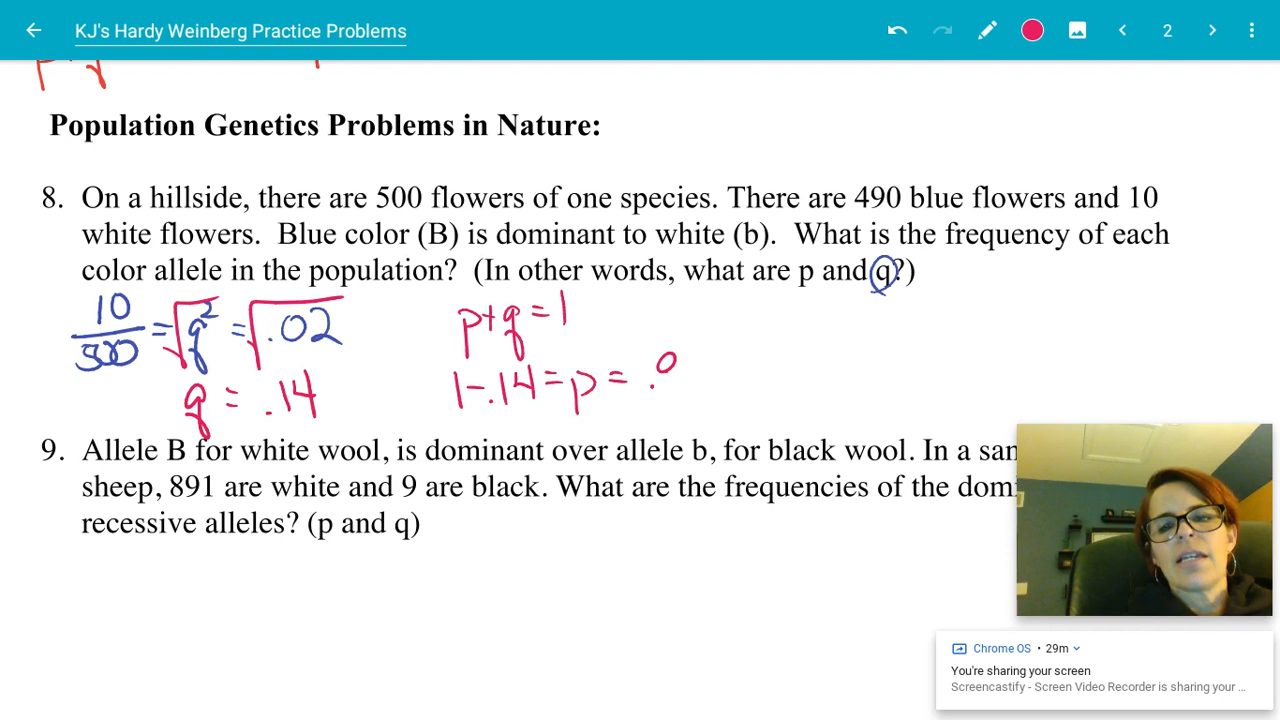 KJ's Hardy Weinberg Practice Problems
2
Population Genetics Problems in Nature:
8. On a hillside, there are 500 flowers of one species. There are 490 blue flowers and 10
white flowers. Blue color (B) is dominant to white (b). What is the frequency of each
color allele in the population? (In other words, what are p and q?)
10/500 = √q² = √.02
q = .14
p+q=1
1-.14=p= .8
9. Allele B for white wool, is dominant over allele b, for black wool. In a
sheep, 891 are white and 9 are black. What are the frequencies of the
recessive alleles? (p and q)
Chrome OS • 29m
You're sharing your screen
Screencastify - Screen Video Recorder is sharing your ...